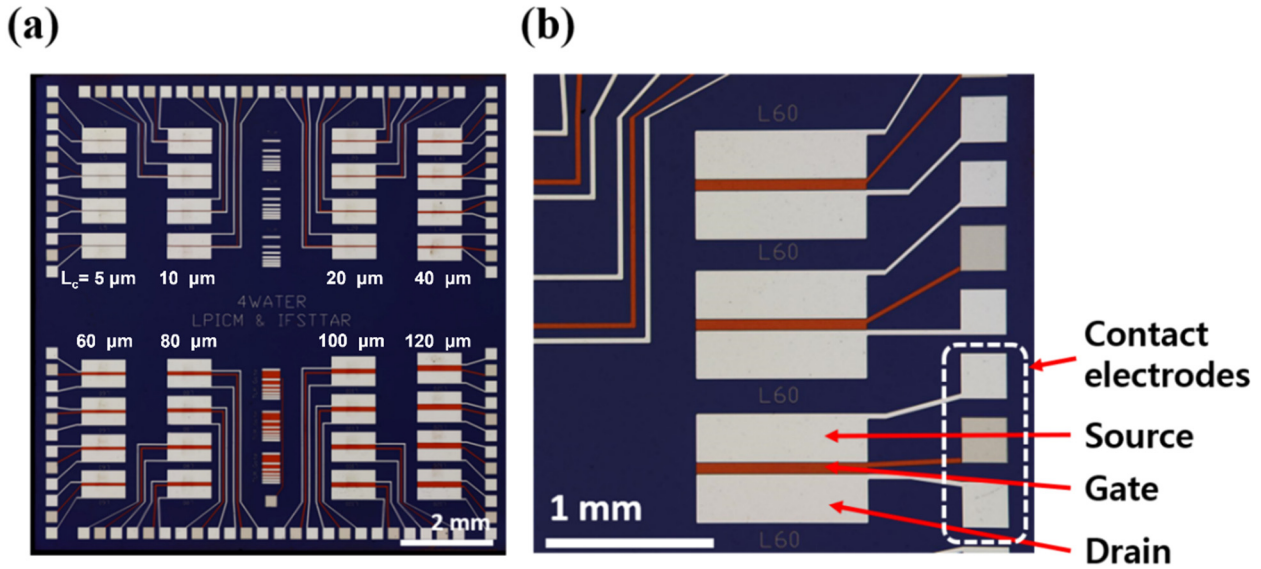 (a)
(b)
Lc= 5 μm
10 μm
20 μm
40 μm
4WATER
LPICM & IFSTTAR
60 μm
80 μm
100 μm
120 μm
2 mm
L60
L60
L60
L60
1 mm
Contact
electrodes
Source
Gate
Drain